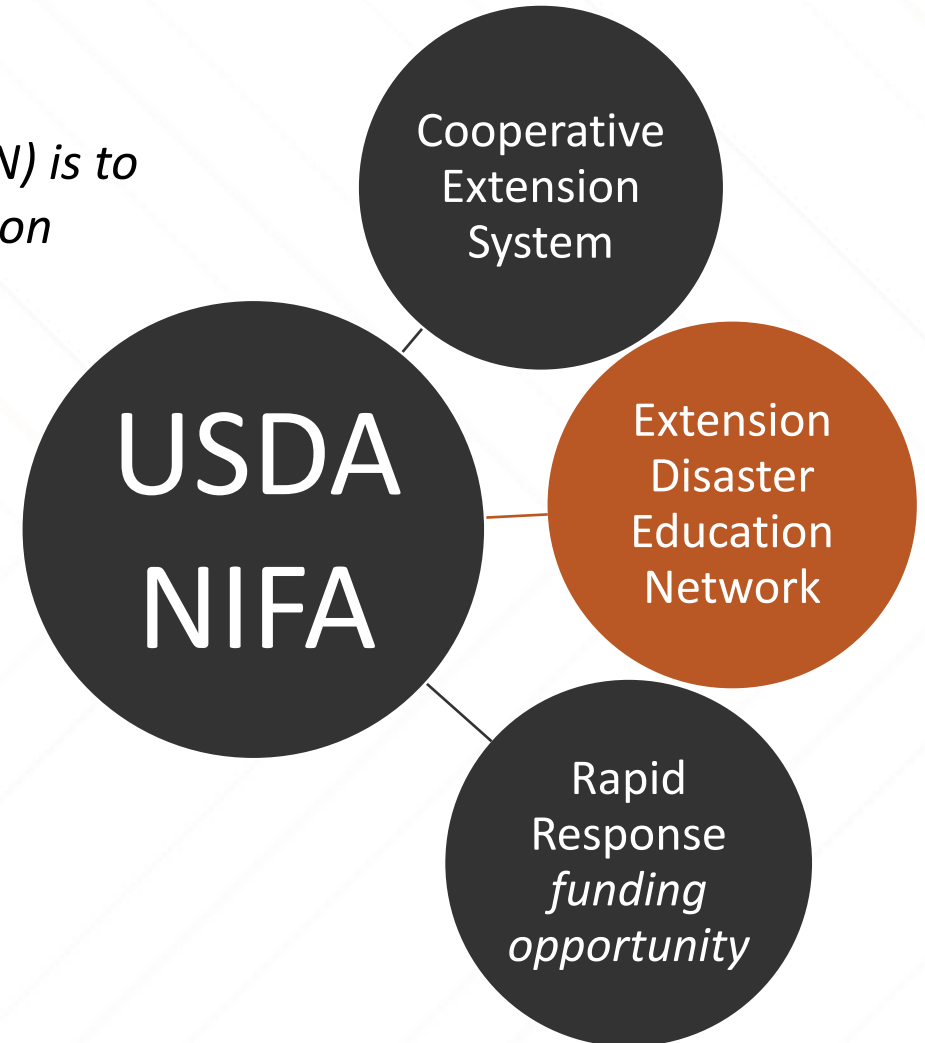 N) is to
on
Cooperative
Extension
System
USDA
NIFA
Extension
Disaster
Education
Network
Rapid
Response
funding
opportunity